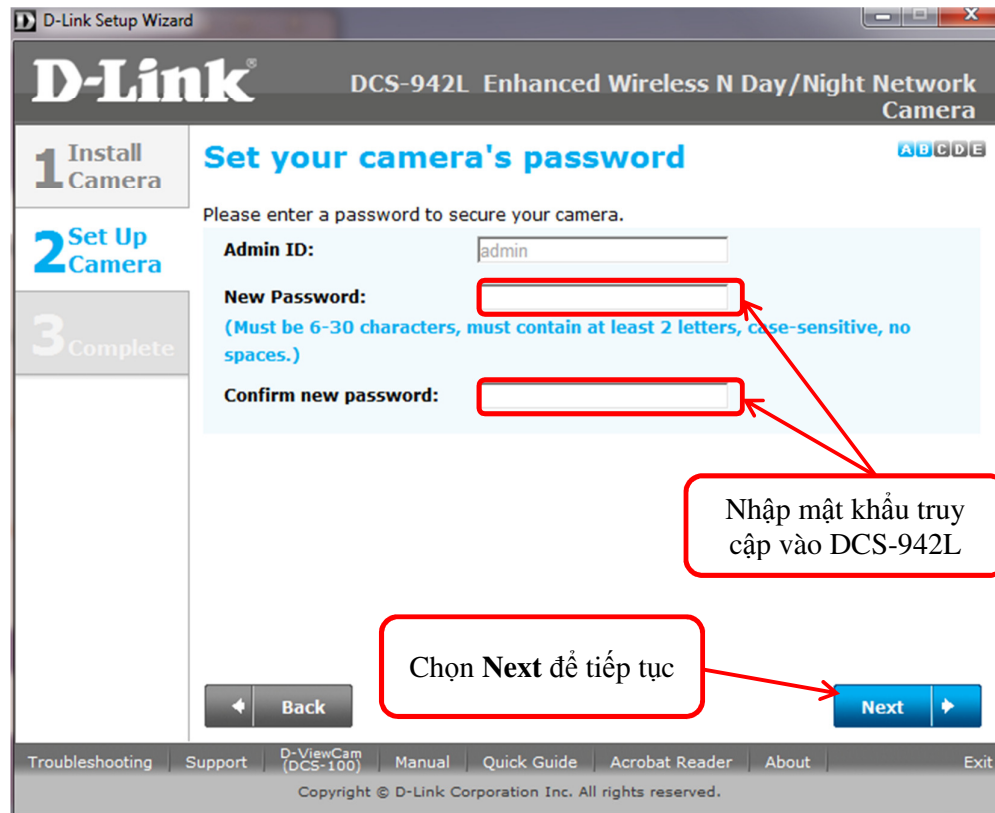 D-Link Setup Wizard
D-Link®
DCS-942L Enhanced Wireless N Day/Night Network
Camera
1 Install
Camera
2 Set Up
Camera
3 Complete
Set your camera's password
A B C D E
Please enter a password to secure your camera.
Admin ID: admin
New Password:
(Must be 6-30 characters, must contain at least 2 letters, case-sensitive, no
spaces.)
Confirm new password:
Nhập mật khẩu truy
cập vào DCS-942L
Chọn Next để tiếp tục
Back
Next
Troubleshooting Support D-ViewCam (DCS-100) Manual Quick Guide Acrobat Reader About Exit
Copyright © D-Link Corporation Inc. All rights reserved.